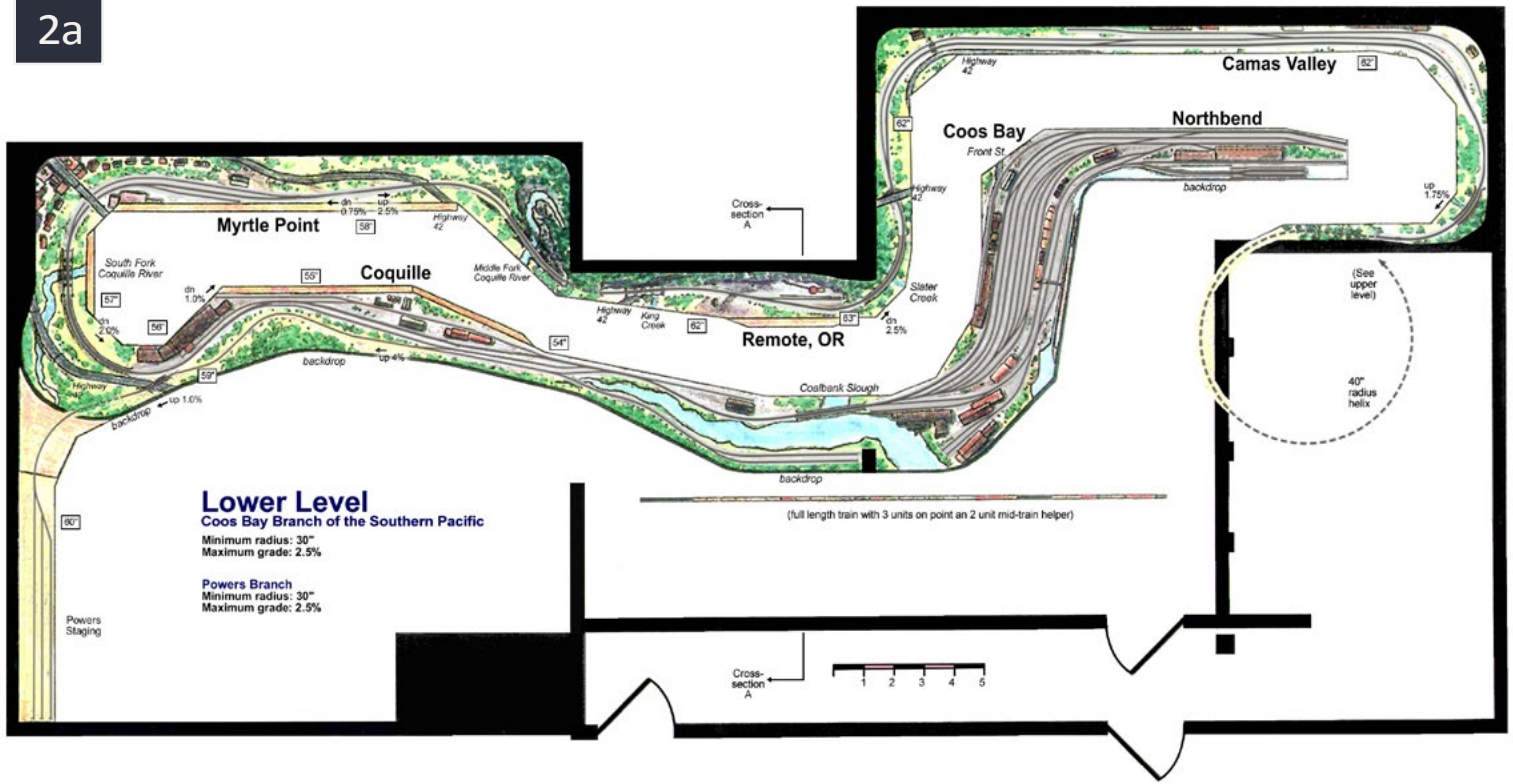 2a
Highway
42
Camas Valley
62"
Northbend
62"
Coos Bay
Front St.
backdrop
Highway
42
up
1.75%
Cross-
section
A
dn
0.75%
up
2.5%
Highway
42
Myrtle Point
58"
South Fork
Coquille River
55"
Coquille
Middle Fork
Coquille River
dn
1.0%
57"
dn
2.0%
56"
Highway
42
King
Creek
62"
Remote, OR
63"
dn
2.5%
Slater
Creek
(See
upper
level)
54"
backdrop
up 4%
59"
Highway
up 1.0%
backdrop
Coalbank Slough
40"
radius
helix
backdrop
Lower Level
Coos Bay Branch of the Southern Pacific
Minimum radius: 30"
Maximum grade: 2.5%
Powers Branch
Minimum radius: 30"
Maximum grade: 2.5%
(full length train with 3 units on point an 2 unit mid-train helper)
60"
Powers
Staging
Cross-
section
A
1 2 3 4 5